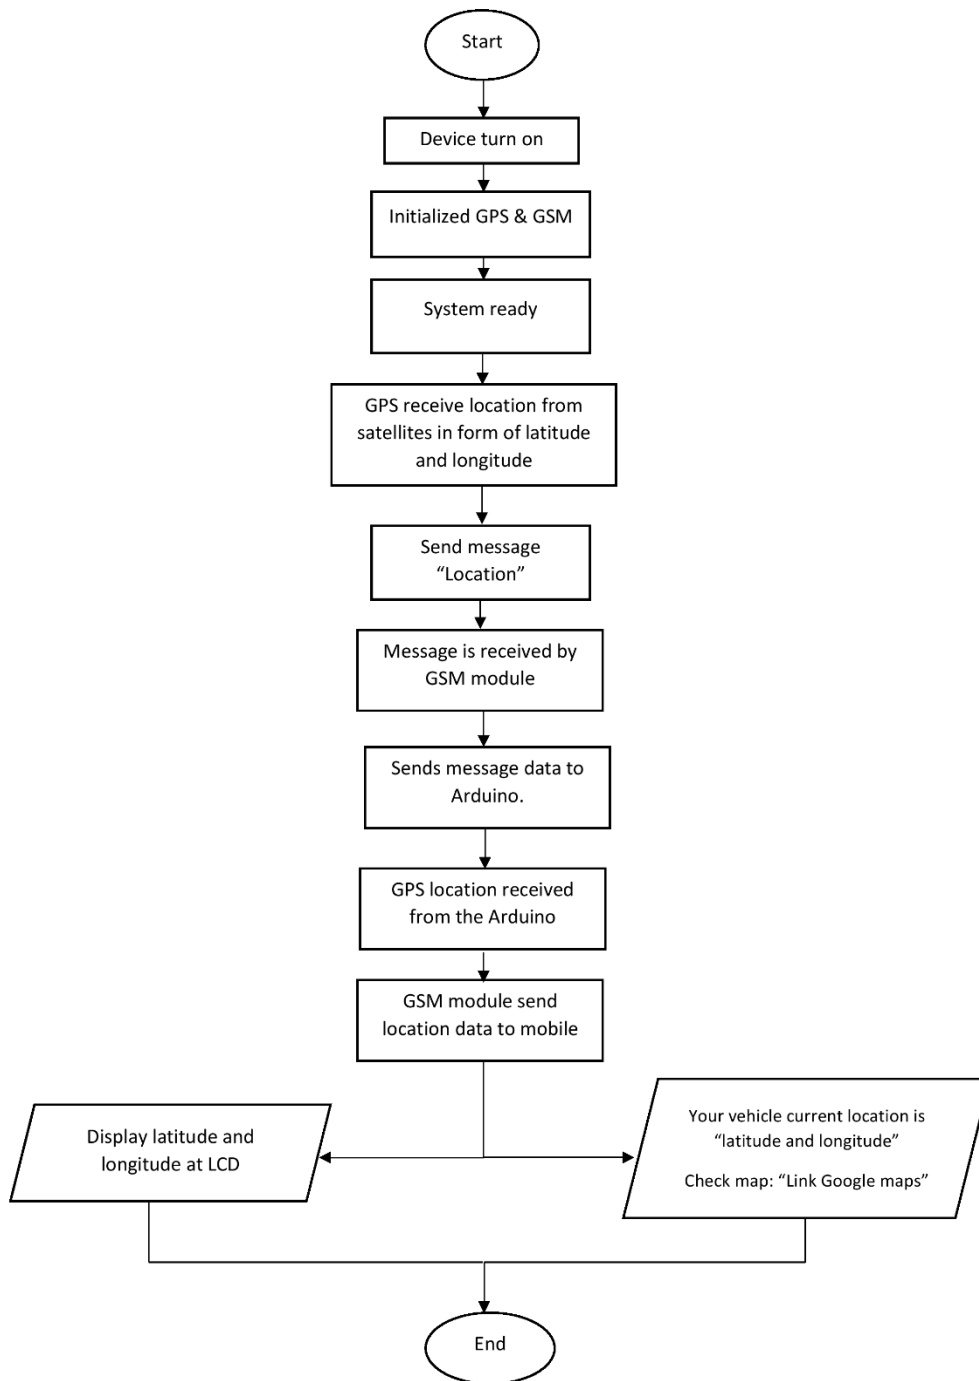 Start
Device turn on
Initialized GPS & GSM
System ready
GPS receive location from
satellites in form of latitude
and longitude
Send message
“Location”
Message is received by
GSM module
Sends message data to
Arduino.
GPS location received
from the Arduino
GSM module send
location data to mobile
Display latitude and
longitude at LCD
Your vehicle current location is
“latitude and longitude”
Check map: “Link Google maps”
End